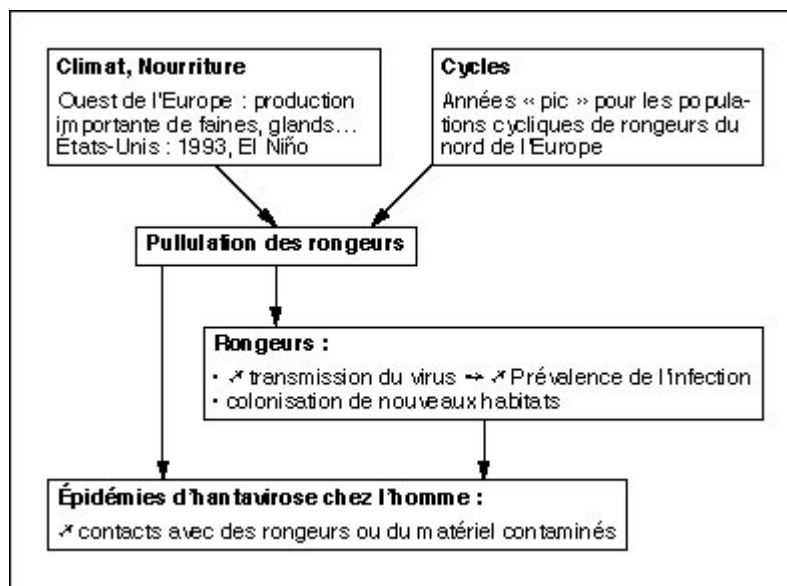 Climat, Nourriture
Ouest de l'Europe : production
importante de faines, glands...
États-Unis : 1993, El Niño
Cycles
Années « pic » pour les popula-
tions cycliques de rongeurs du
nord de l'Europe
Pullulation des rongeurs
Rongeurs :
• ↗ transmission du virus ↔ ↗ Prévalence de l'infection
• colonisation de nouveaux habitats
Épidémies d'hantavirose chez l'homme :
↗ contacts avec des rongeurs ou du matériel contaminés